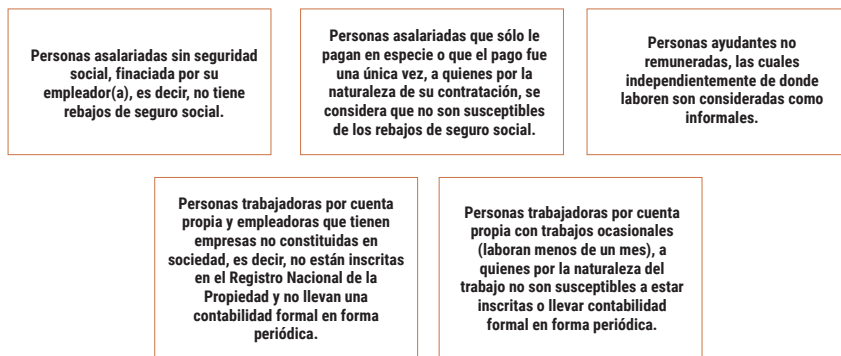 Personas asalariadas sin seguridad
social, finaciada por su
empleador(a), es decir, no tiene
rebajos de seguro social.
Personas asalariadas que sólo le
pagan en especie o que el pago fue
una única vez, a quienes por la
naturaleza de su contratación, se
considera que no son susceptibles
de los rebajos de seguro social.
Personas ayudantes no
remuneradas, las cuales
independientemente de donde
laboren son consideradas como
informales.
Personas trabajadoras por cuenta
propia y empleadoras que tienen
empresas no constituidas en
sociedad, es decir, no están inscritas
en el Registro Nacional de la
Propiedad y no llevan una
contabilidad formal en forma
periódica.
Personas trabajadoras por cuenta
propia con trabajos ocasionales
(laboran menos de un mes), a
quienes por la naturaleza del
trabajo no son susceptibles a estar
inscritas o llevar contabilidad
formal en forma periódica.